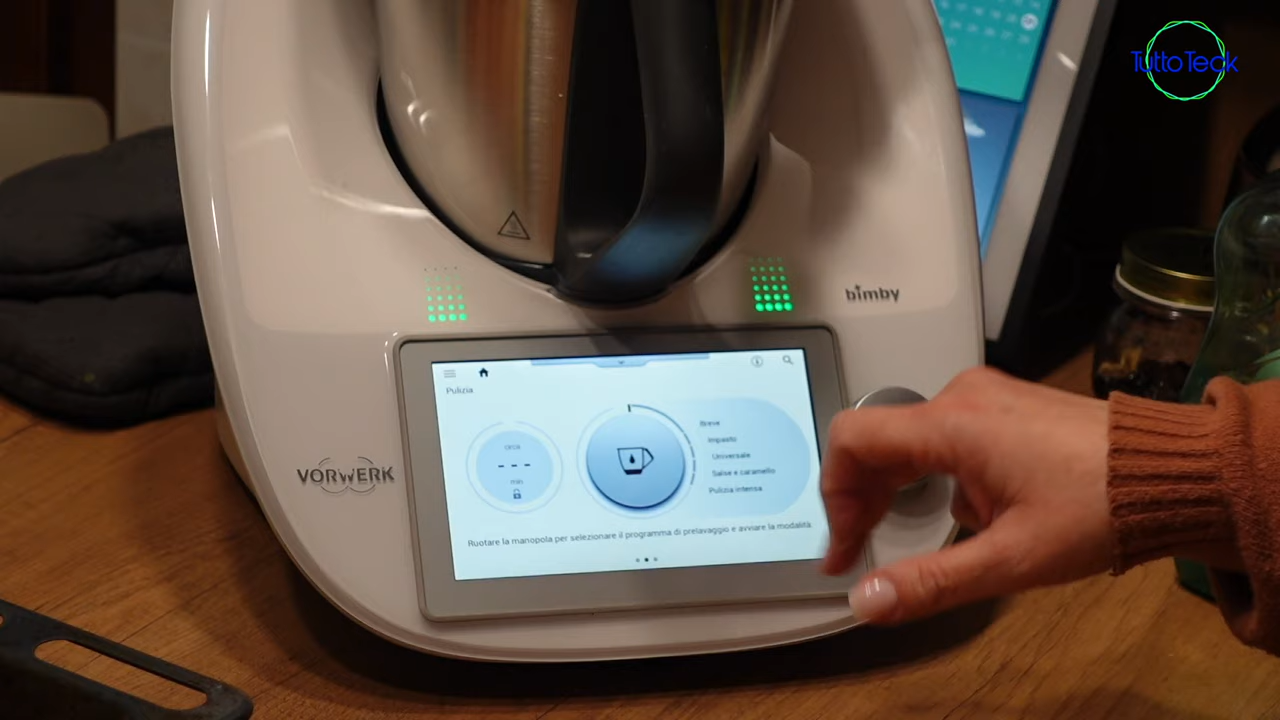 TuttoTeck
bimby
VORWERK
Pulizia
circa
---
min
Breve
Impasto
Universale
Salse e caramello
Pulizia intensa
Ruotare la manopola per selezionare il programma di prelavaggio e avviare la modalità.